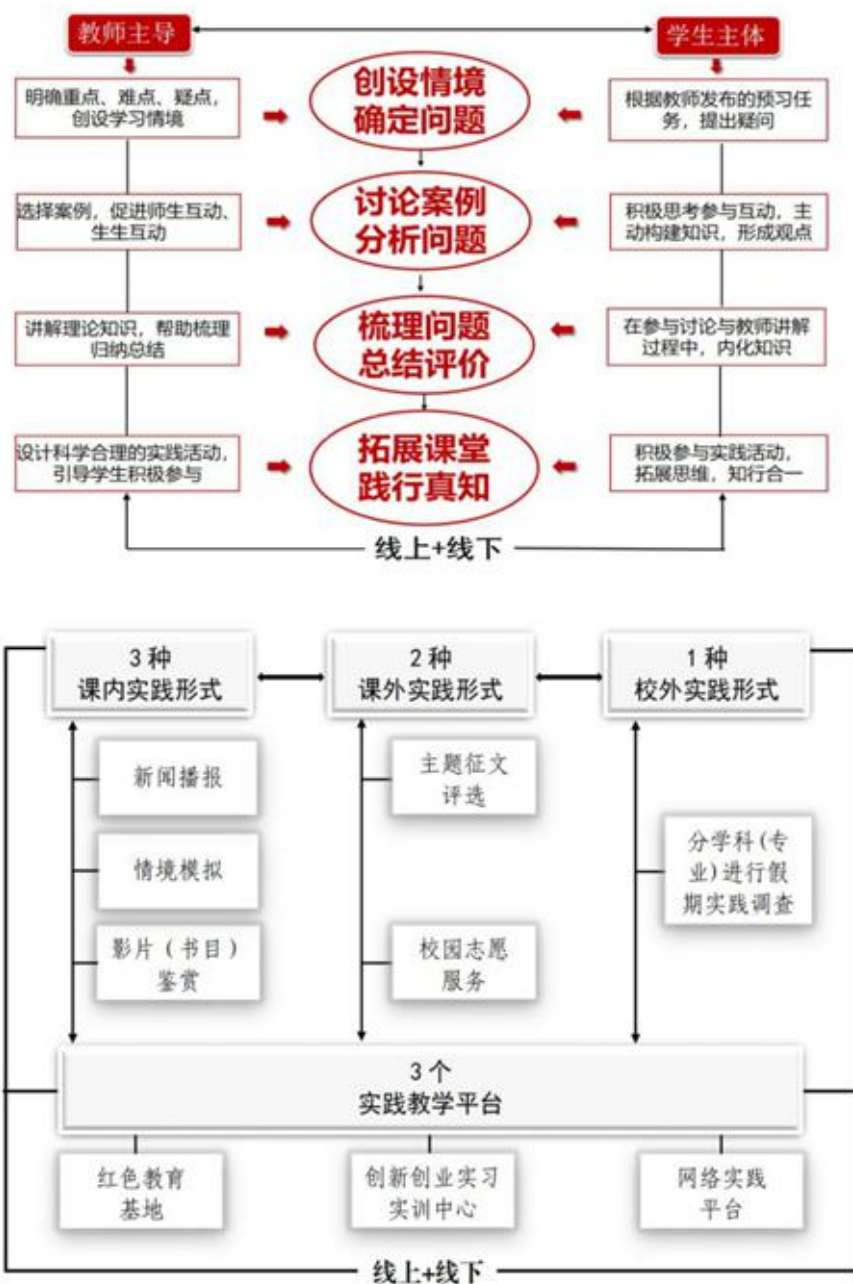 教师主导
学生主体
明确重点、难点、疑点，
创设学习情境
创设情境
确定问题
根据教师发布的预习任
务，提出疑问
选择案例，促进师生互动、
生生互动
讨论案例
分析问题
积极思考参与互动，主
动构建知识，形成观点
讲解理论知识，帮助梳理
归纳总结
梳理问题
总结评价
在参与讨论与教师讲解
过程中，内化知识
设计科学合理的实践活动，
引导学生积极参与
拓展课堂
践行真知
积极参与实践活动，
拓展思维，知行合一
线上+线下
3 种
课内实践形式
2 种
课外实践形式
1 种
校外实践形式
新闻播报
情境模拟
影片（书目）
鉴赏
主题征文
评选
校园志愿
服务
分学科(专
业)进行假
期实践调查
3 个
实践教学平台
红色教育
基地
创新创业实习
实训中心
网络实践
平台
线上+线下